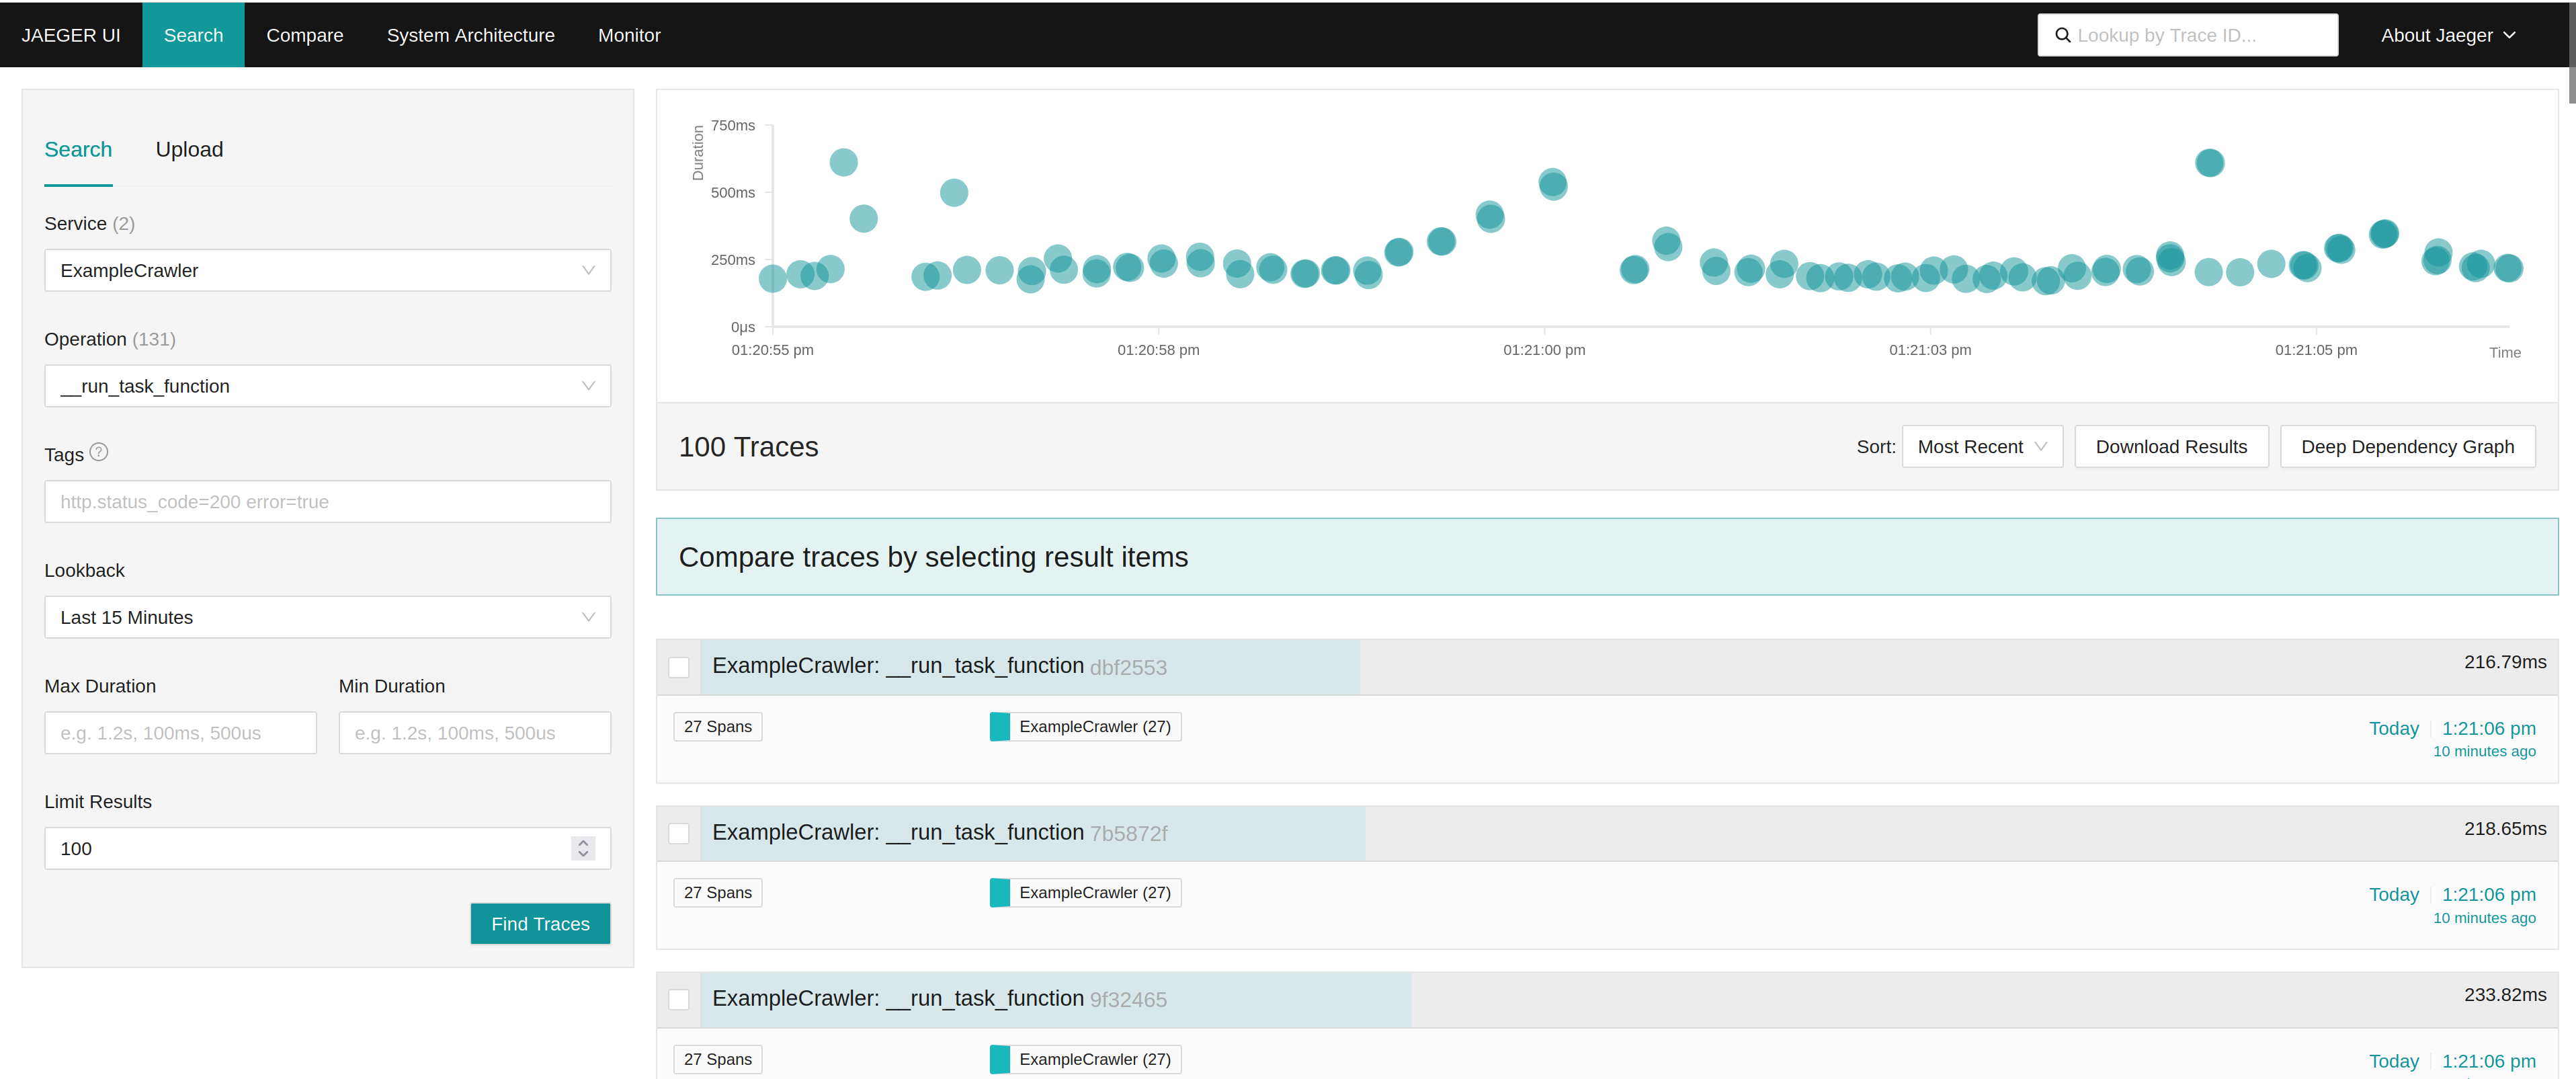 JAEGER UI
Search
Compare
System Architecture
Monitor
Lookup by Trace ID...
About Jaeger
Search
Upload
Service (2)
ExampleCrawler
Operation (131)
__run_task_function
Tags ?
http.status_code=200 error=true
Lookback
Last 15 Minutes
Max Duration
Min Duration
e.g. 1.2s, 100ms, 500us
e.g. 1.2s, 100ms, 500us
Limit Results
100
Find Traces
Duration
750ms
500ms
250ms
0μs
01:20:55 pm
01:20:58 pm
01:21:00 pm
01:21:03 pm
01:21:05 pm
Time
100 Traces
Sort: Most Recent
Download Results
Deep Dependency Graph
Compare traces by selecting result items
ExampleCrawler: __run_task_function dbf2553
216.79ms
27 Spans
ExampleCrawler (27)
Today 1:21:06 pm
10 minutes ago
ExampleCrawler: __run_task_function 7b5872f
218.65ms
27 Spans
ExampleCrawler (27)
Today 1:21:06 pm
10 minutes ago
ExampleCrawler: __run_task_function 9f32465
233.82ms
27 Spans
ExampleCrawler (27)
Today 1:21:06 pm